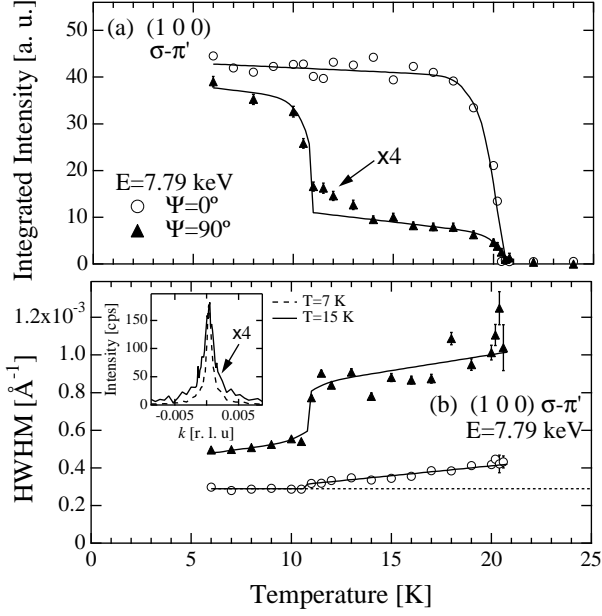 (a) (1 0 0)
σ-π'
Integrated Intensity [a. u.]
50
40
30
20
10
0
x4
E=7.79 keV
Ψ=0º
Ψ=90º
1.2x10⁻³
1.0
0.8
0.6
0.4
0.2
0
HWHM [Å⁻¹]
Intensity [cps]
150
100
50
0
T=7 K
T=15 K
x4
-0.005
0.005
k [r. l. u]
(b) (1 0 0) σ-π'
E=7.79 keV
0
5
10
15
20
25
Temperature [K]